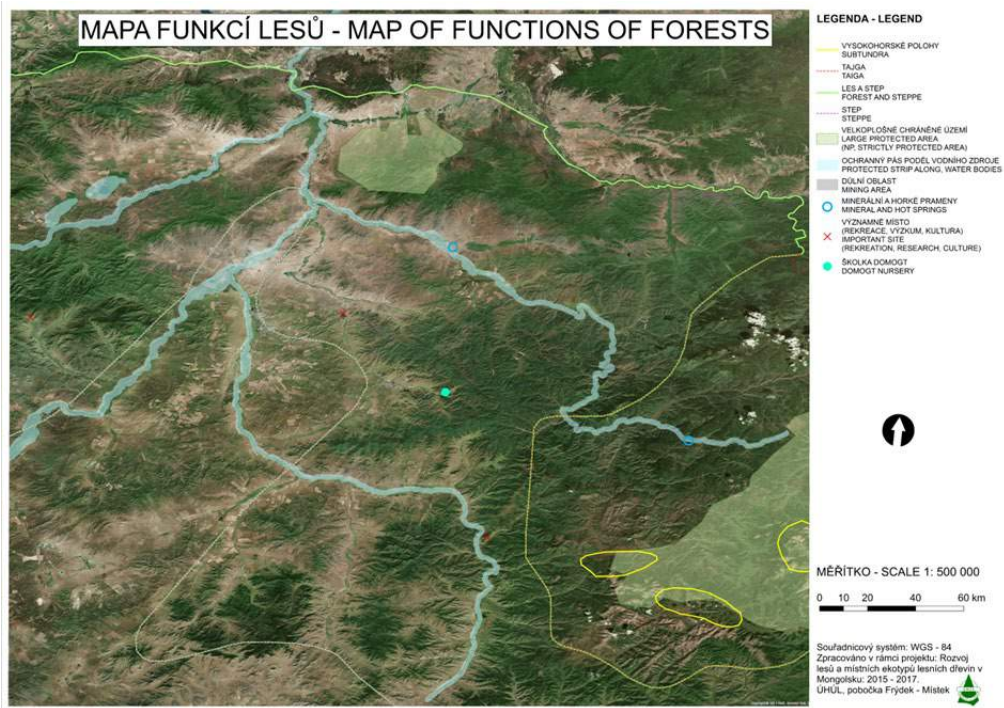 MAPA FUNKCÍ LESŮ - MAP OF FUNCTIONS OF FORESTS
LEGENDA - LEGEND
VYSOKOHORSKÉ POLOHY
SUBTUNDRA
TAJGA
TAIGA
LES A STEP
FOREST AND STEPPE
STEP
STEPPE
VELKOPLOŠNÉ CHRÁNĚNÉ ÚZEMÍ
LARGE PROTECTED AREA
(NP, STRICTLY PROTECTED AREA)
OCHRANNÝ PÁS PODÉL VODNÍHO ZDROJE
PROTECTED STRIP ALONG, WATER BODIES
DŮLNÍ OBLAST
MINING AREA
MINERÁLNÍ A HORKÉ PRAMENY
MINERAL AND HOT SPRINGS
VÝZNAMNÉ MÍSTO
(REKREACE, VÝZKUM, KULTURA)
IMPORTANT SITE
(REKREATION, RESEARCH, CULTURE)
ŠKOLKA DOMOGT
DOMOGT NURSERY
MĚŘÍTKO - SCALE 1: 500 000
0 10 20 40 60 km
Souřadnicový systém: WGS - 84
Zpracováno v rámci projektu: Rozvoj
lesů a místních ekotypů lesních dřevin v
Mongolsku: 2015 - 2017.
ÚHÚL, pobočka Frýdek - Místek